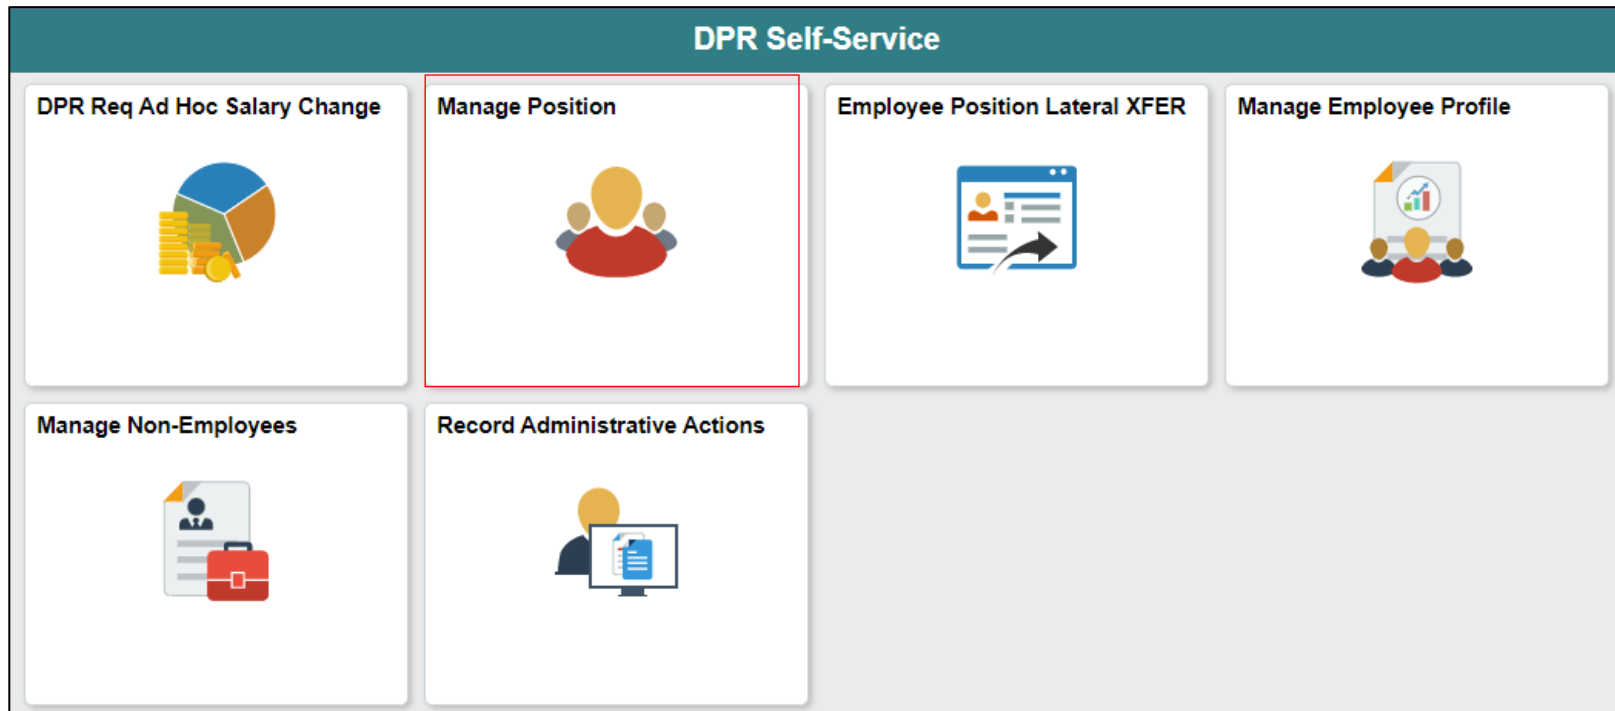 DPR Self-Service
DPR Req Ad Hoc Salary Change
Manage Position
Employee Position Lateral XFER
Manage Employee Profile
Manage Non-Employees
Record Administrative Actions